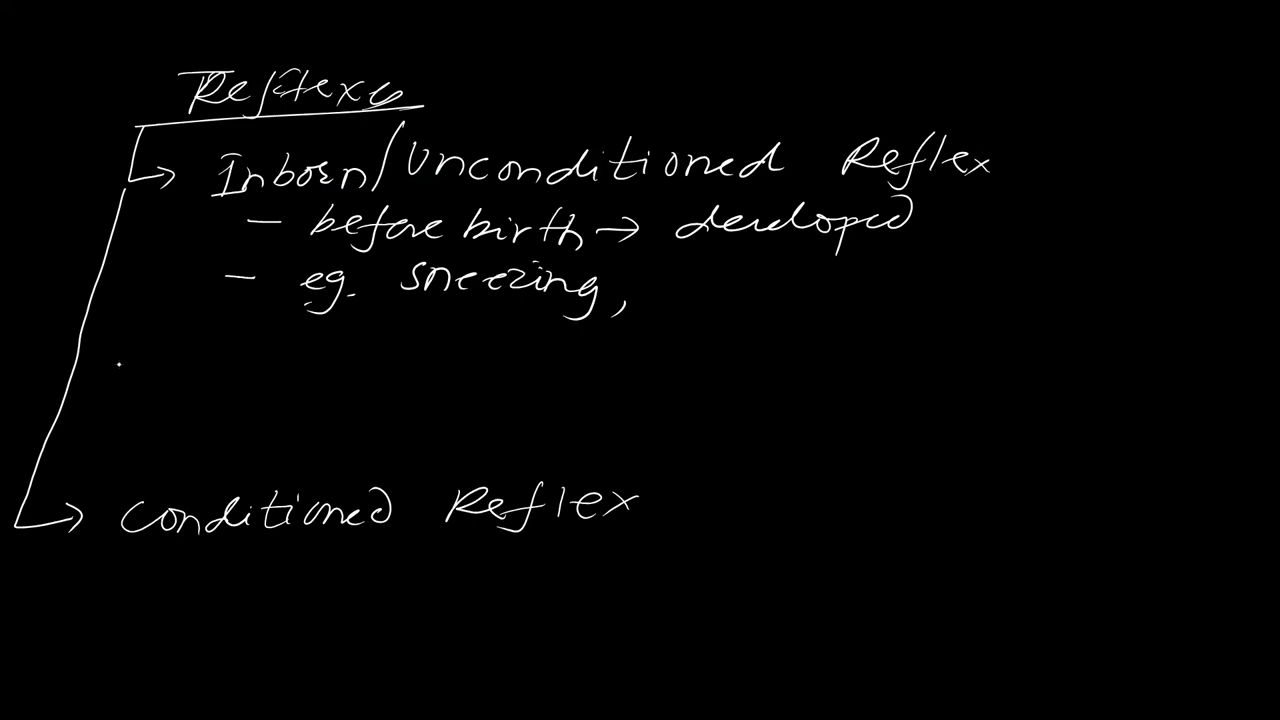 Reflexes
→ Inborn/Unconditioned Reflex
- before birth → developed
- eg. sneezing,
→ conditioned Reflex